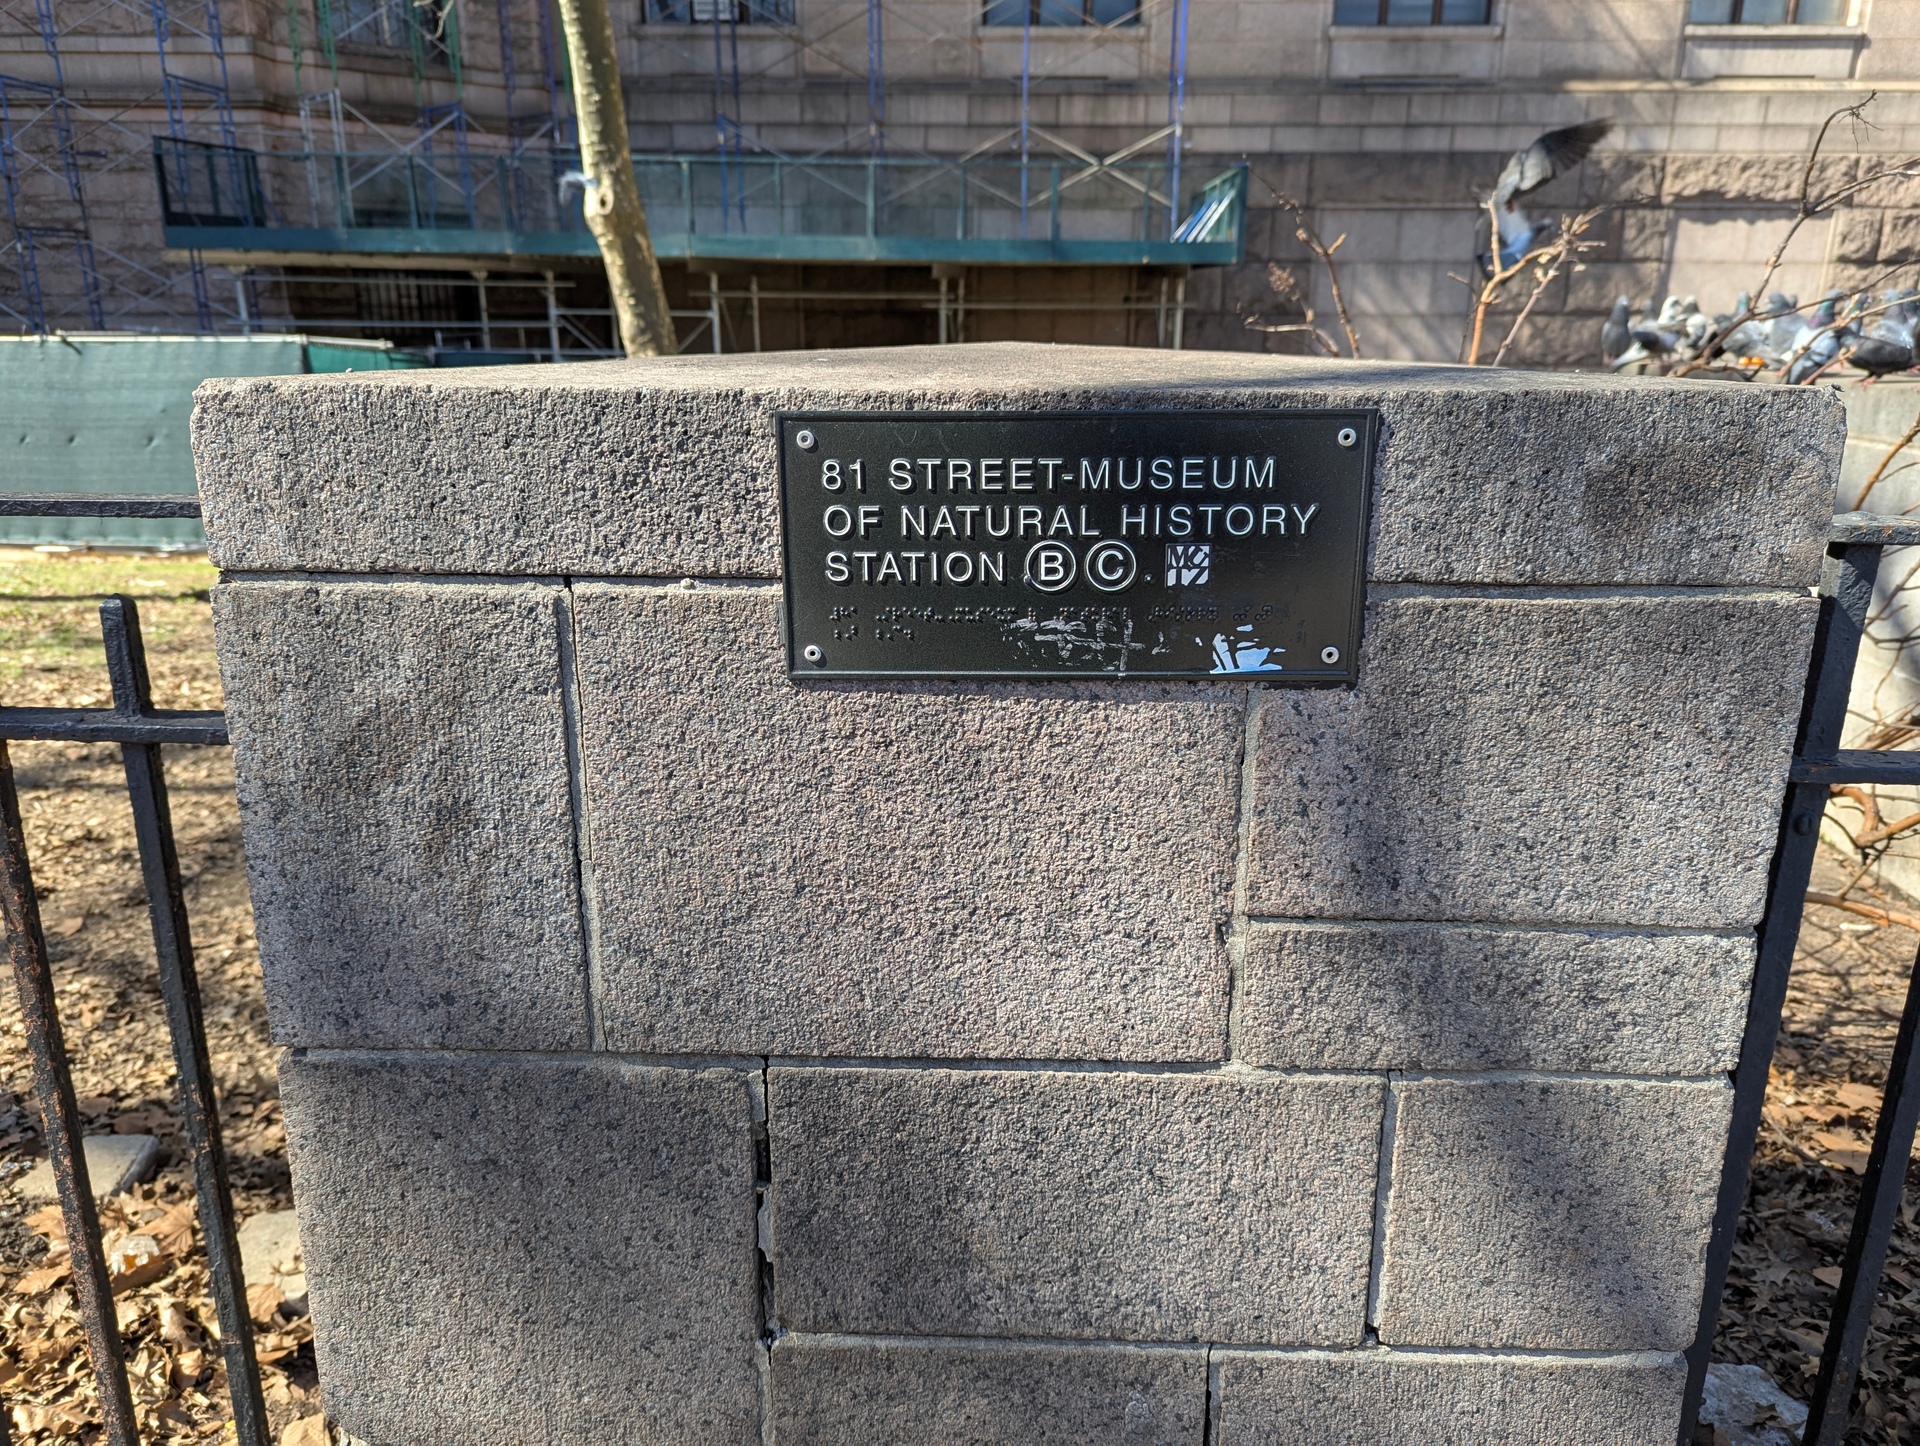 81 STREET-MUSEUM
OF NATURAL HISTORY
STATION B C